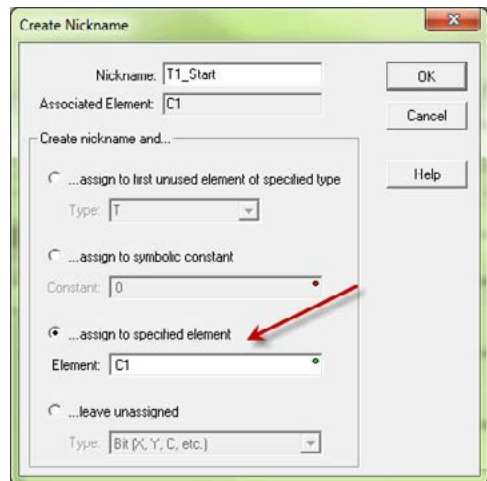 Create Nickname
Nickname: T1_Start
OK
Associated Element: C1
Cancel
Create nickname and...
Help
...assign to first unused element of specified type
Type: T
...assign to symbolic constant
Constant: 0
...assign to specified element
Element: C1
...leave unassigned
Type: Bit (X, Y, C, etc.)